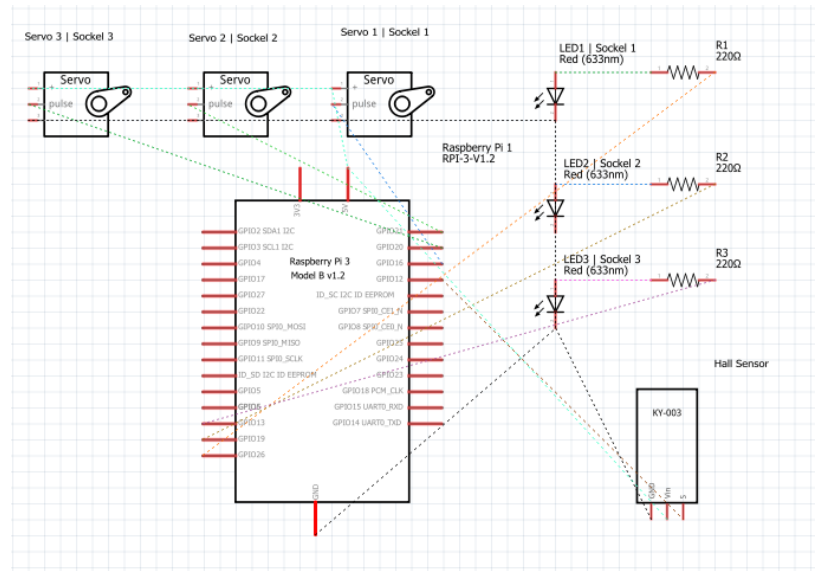 Servo 3 | Sockel 3
Servo 2 | Sockel 2
Servo 1 | Sockel 1
Servo
+
pulse
-
Servo
+
pulse
-
Servo
+
pulse
-
LED1 | Sockel 1
Red (633nm)
R1
220Ω
Raspberry Pi 1
RPI-3-V1.2
LED2 | Sockel 2
Red (633nm)
R2
220Ω
LED3 | Sockel 3
Red (633nm)
R3
220Ω
3V3
5V
Raspberry Pi 3
Model B v1.2
GPIO2 SDA1 I2C
GPIO3 SCL1 I2C
GPIO4
GPIO17
GPIO27
GPIO22
GPIO10 SPI0_MOSI
GPIO9 SPI0_MISO
GPIO11 SPI0_SCLK
ID_SD I2C ID EEPROM
GPIO5
GPIO6
GPIO13
GPIO19
GPIO26
GPIO21
GPIO20
GPIO16
GPIO12
ID_SC I2C ID EEPROM
GPIO7 SPI0_CE1_N
GPIO8 SPI0_CE0_N
GPIO24
GPIO23
GPIO18 PCM_CLK
GPIO15 UART0_RXD
GPIO14 UART0_TXD
GND
Hall Sensor
KY-003
GND
Vin
S